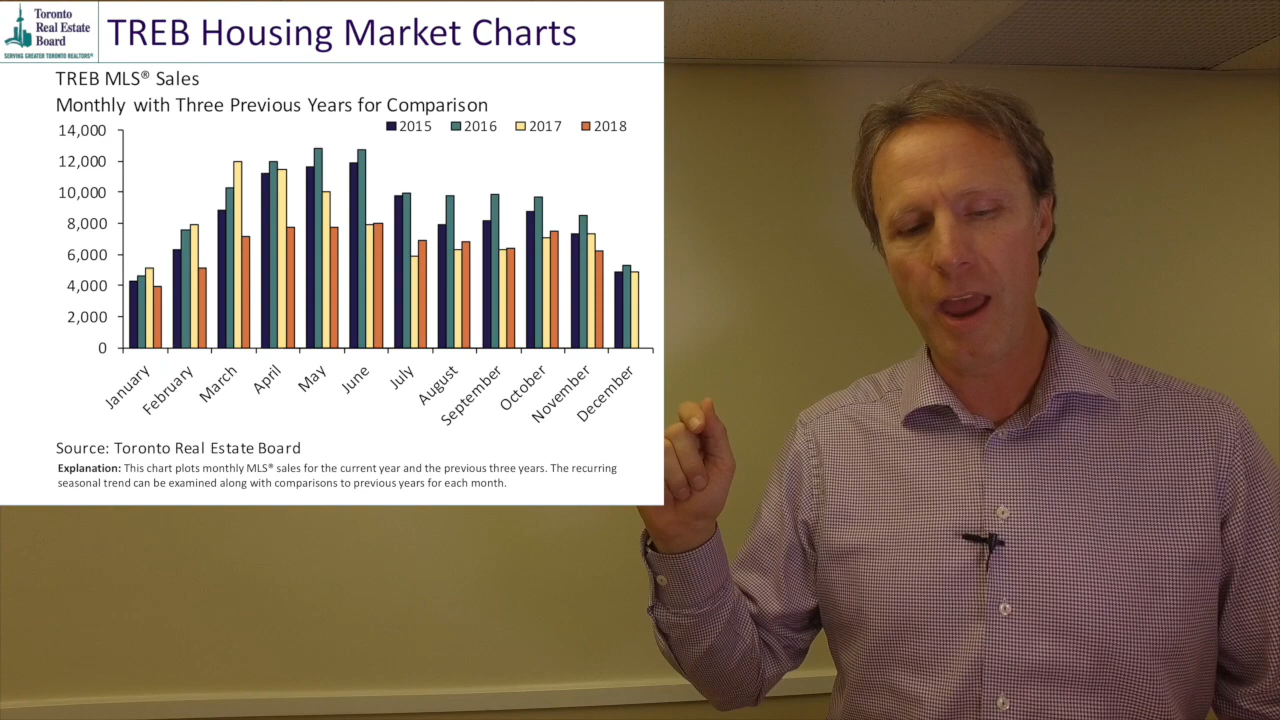 Toronto
Real Estate
Board
SERVING GREATER TORONTO REALTORS®
TREB Housing Market Charts
TREB MLS® Sales
Monthly with Three Previous Years for Comparison
2015 2016 2017 2018
14,000
12,000
10,000
8,000
6,000
4,000
2,000
0
January
February
March
April
May
June
July
August
September
October
November
December
Source: Toronto Real Estate Board
Explanation: This chart plots monthly MLS® sales for the current year and the previous three years. The recurring
seasonal trend can be examined along with comparisons to previous years for each month.